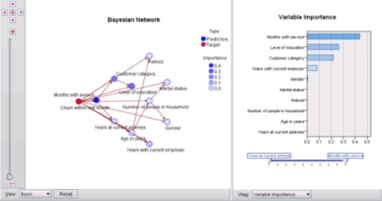 Bayesian Network
Type
Predictors
Target
Importance
0.4
0.3
0.2
0.1
0.0
Retired
Customer category
Level of education
Marital status
Months with service
Churn within last month
Number of people in household
Years at current address
Gender
Age in years
Years with current employer
View: Basic
Reset
Variable Importance
Months with service
Level of education
Customer category
Years with current employer
Gender
Marital status
Retired
Number of people in household
Age in years
Years at current address
0.0 0.1 0.2 0.3 0.4 0.5
Years at current address
Months with service
View: Variable Importance